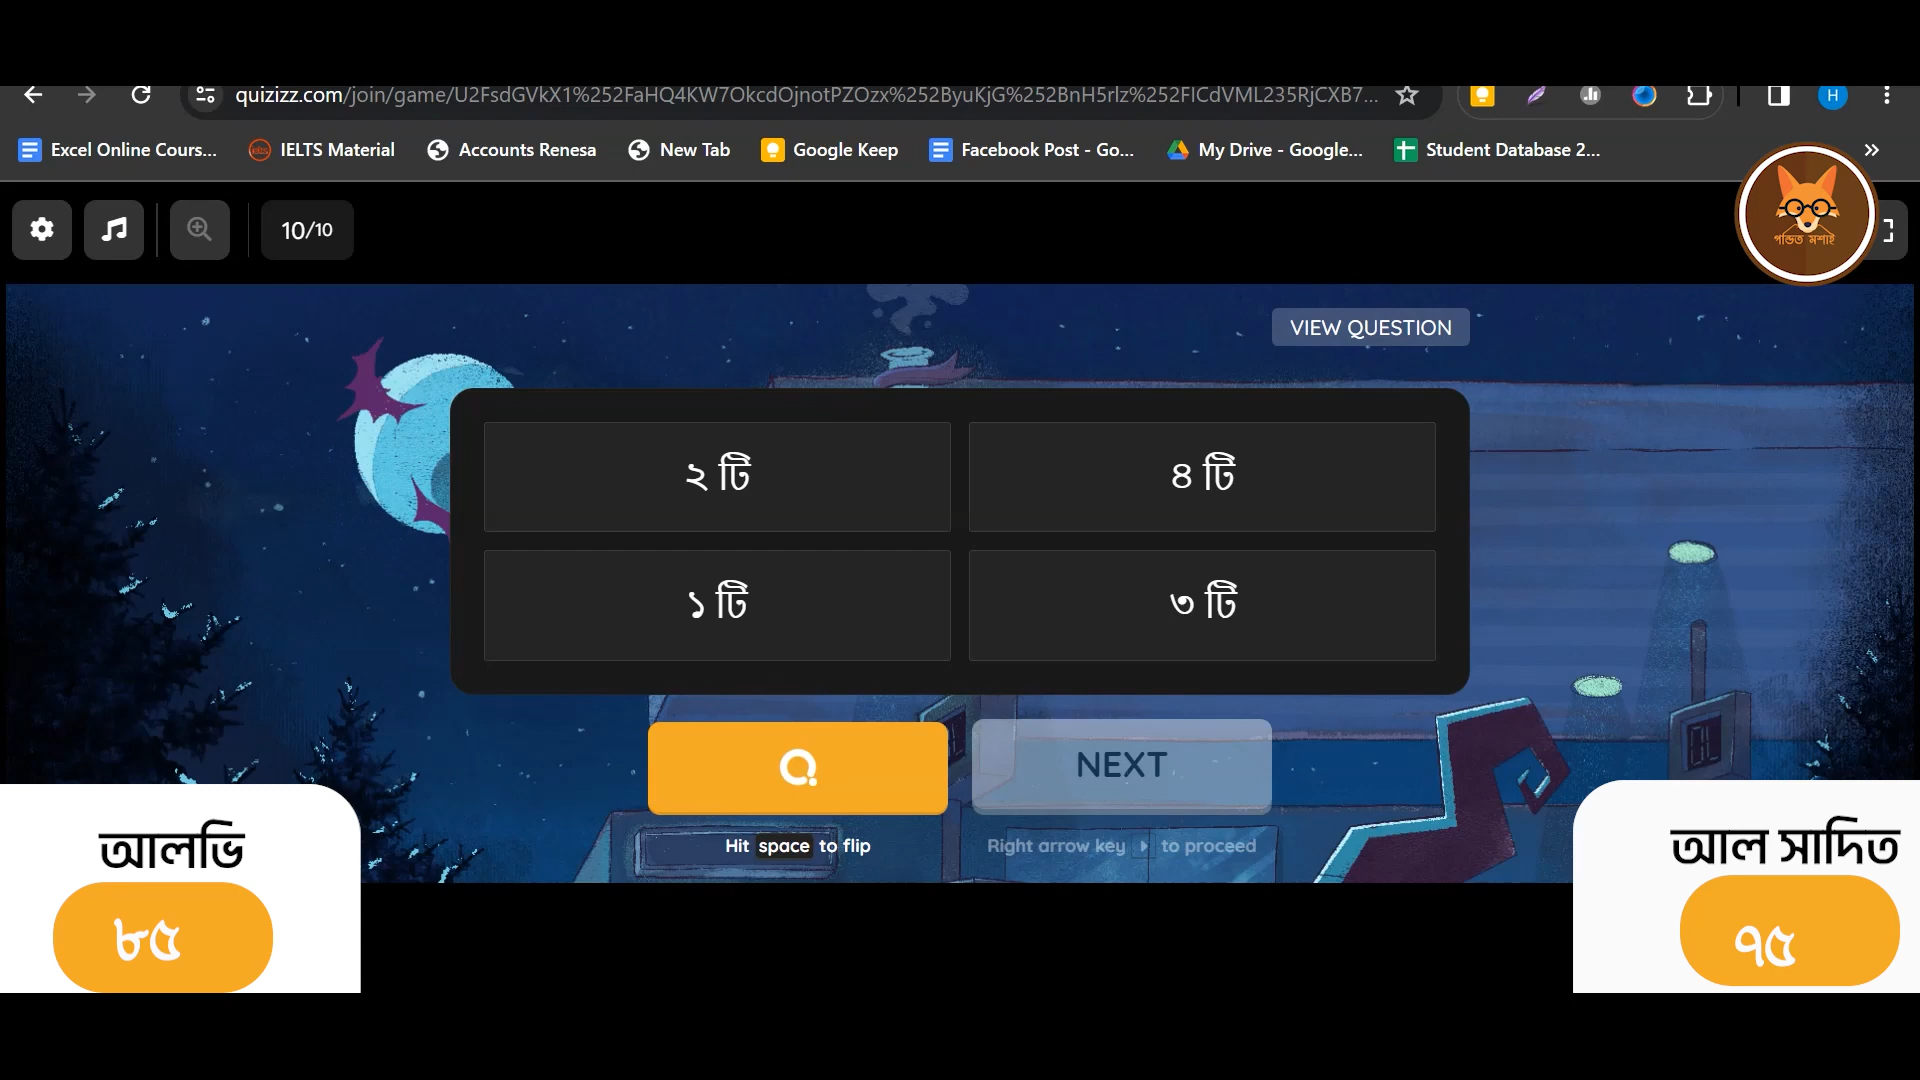 quizizz.com/join/game/U2FsdGVkX1%252FaHQ4KW7OkcdOjnotPZOzx%252ByuKjG%252BnH5rlz%252FICdVML235RjCXB7...
H
Excel Online Cours...
IELTS Material
Accounts Renesa
New Tab
Google Keep
Facebook Post - Go...
My Drive - Google...
Student Database 2...
»
10/10
পন্ডিত মশাই
VIEW QUESTION
২ টি
৪ টি
১ টি
৩ টি
NEXT
Hit space to flip
Right arrow key to proceed
আলভি
৮৫
আল সাদিত
৭৫